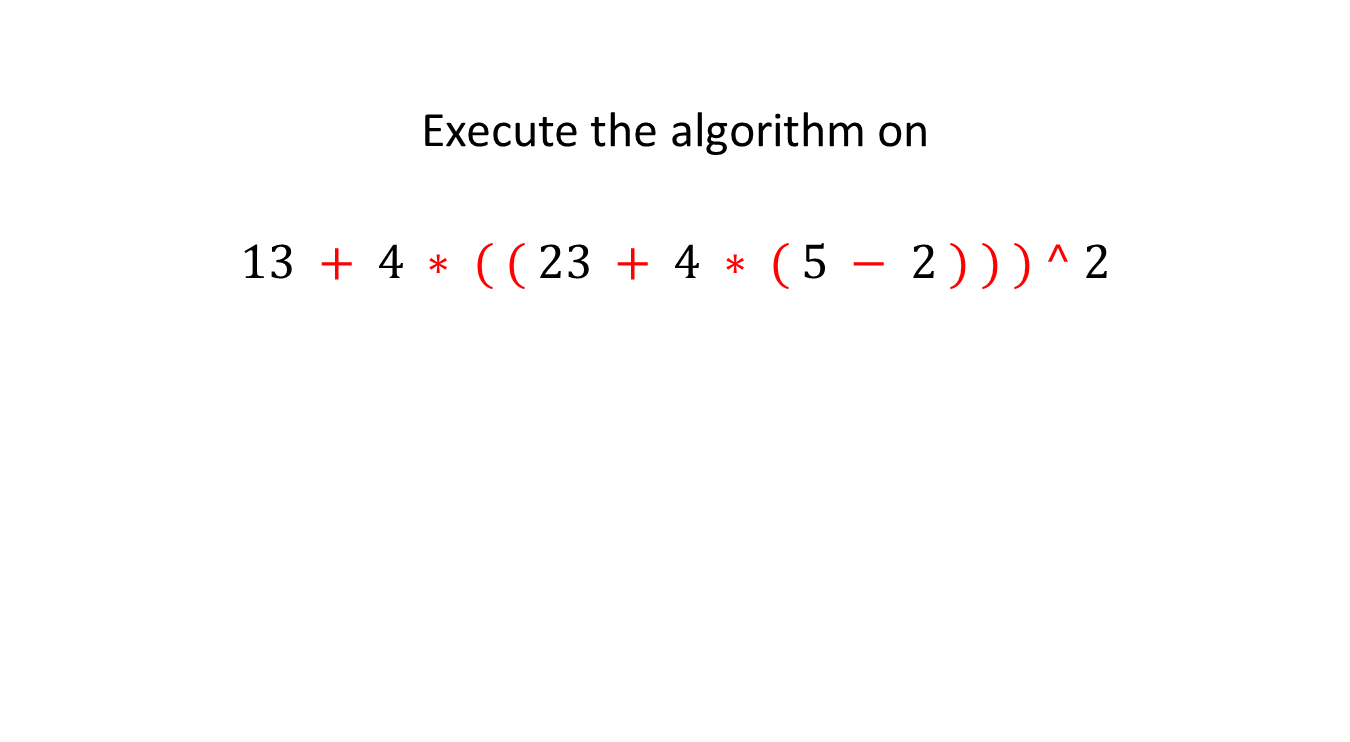 Execute the algorithm on
13 + 4 * ((23 + 4 * (5 − 2)))^2